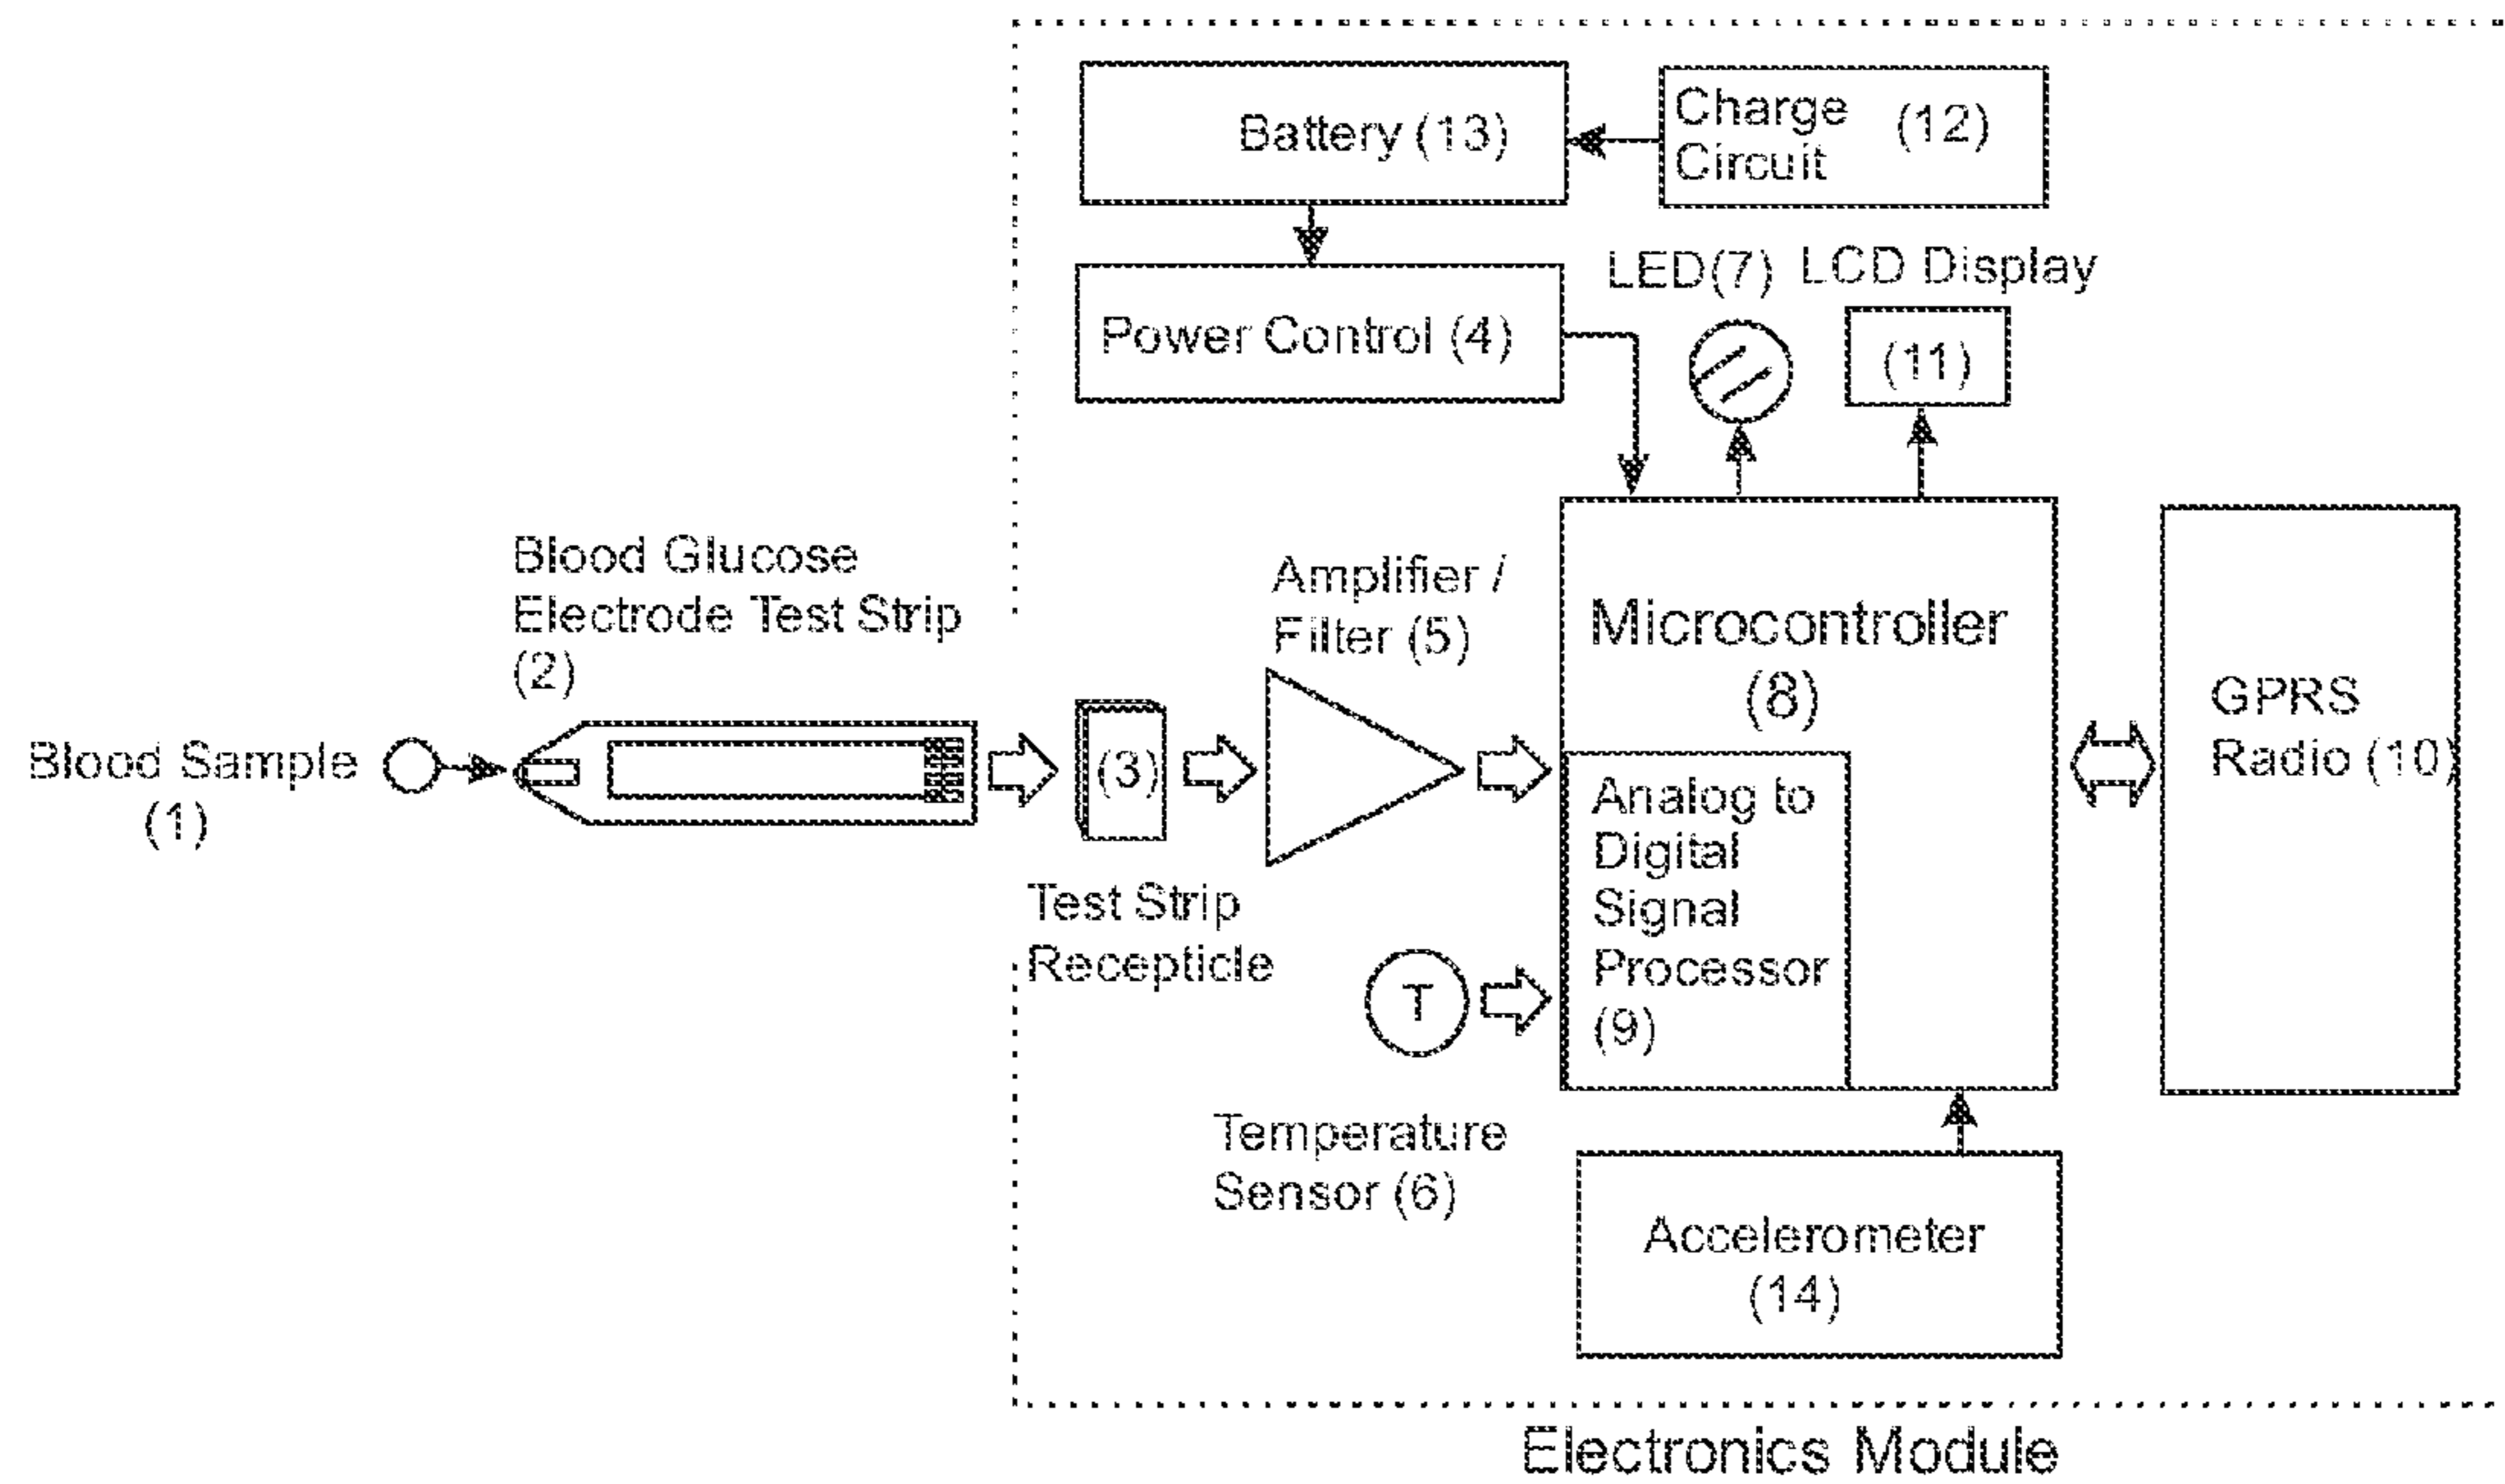 Battery (13)
Charge (12)
Circuit
LED(7)
LCD Display
Power Control (4)
(11)
Blood Glucose
Electrode Test Strip
(2)
Amplifier /
Filter (5)
Microcontroller
(8)
GPRS
Radio (10)
Blood Sample
(1)
(3)
Analog to
Digital
Signal
Processor
(9)
Test Strip
Recepticle
T
Temperature
Sensor (6)
Accelerometer
(14)
Electronics Module